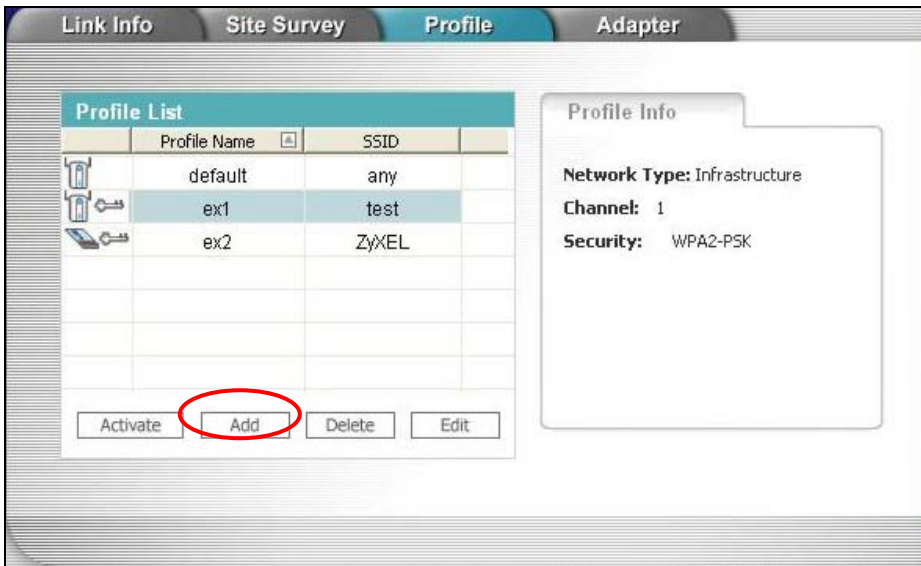 Link Info Site Survey Profile Adapter
Profile List
Profile Name SSID
default any
ex1 test
ex2 ZyXEL
Activate Add Delete Edit
Profile Info
Network Type: Infrastructure
Channel: 1
Security: WPA2-PSK